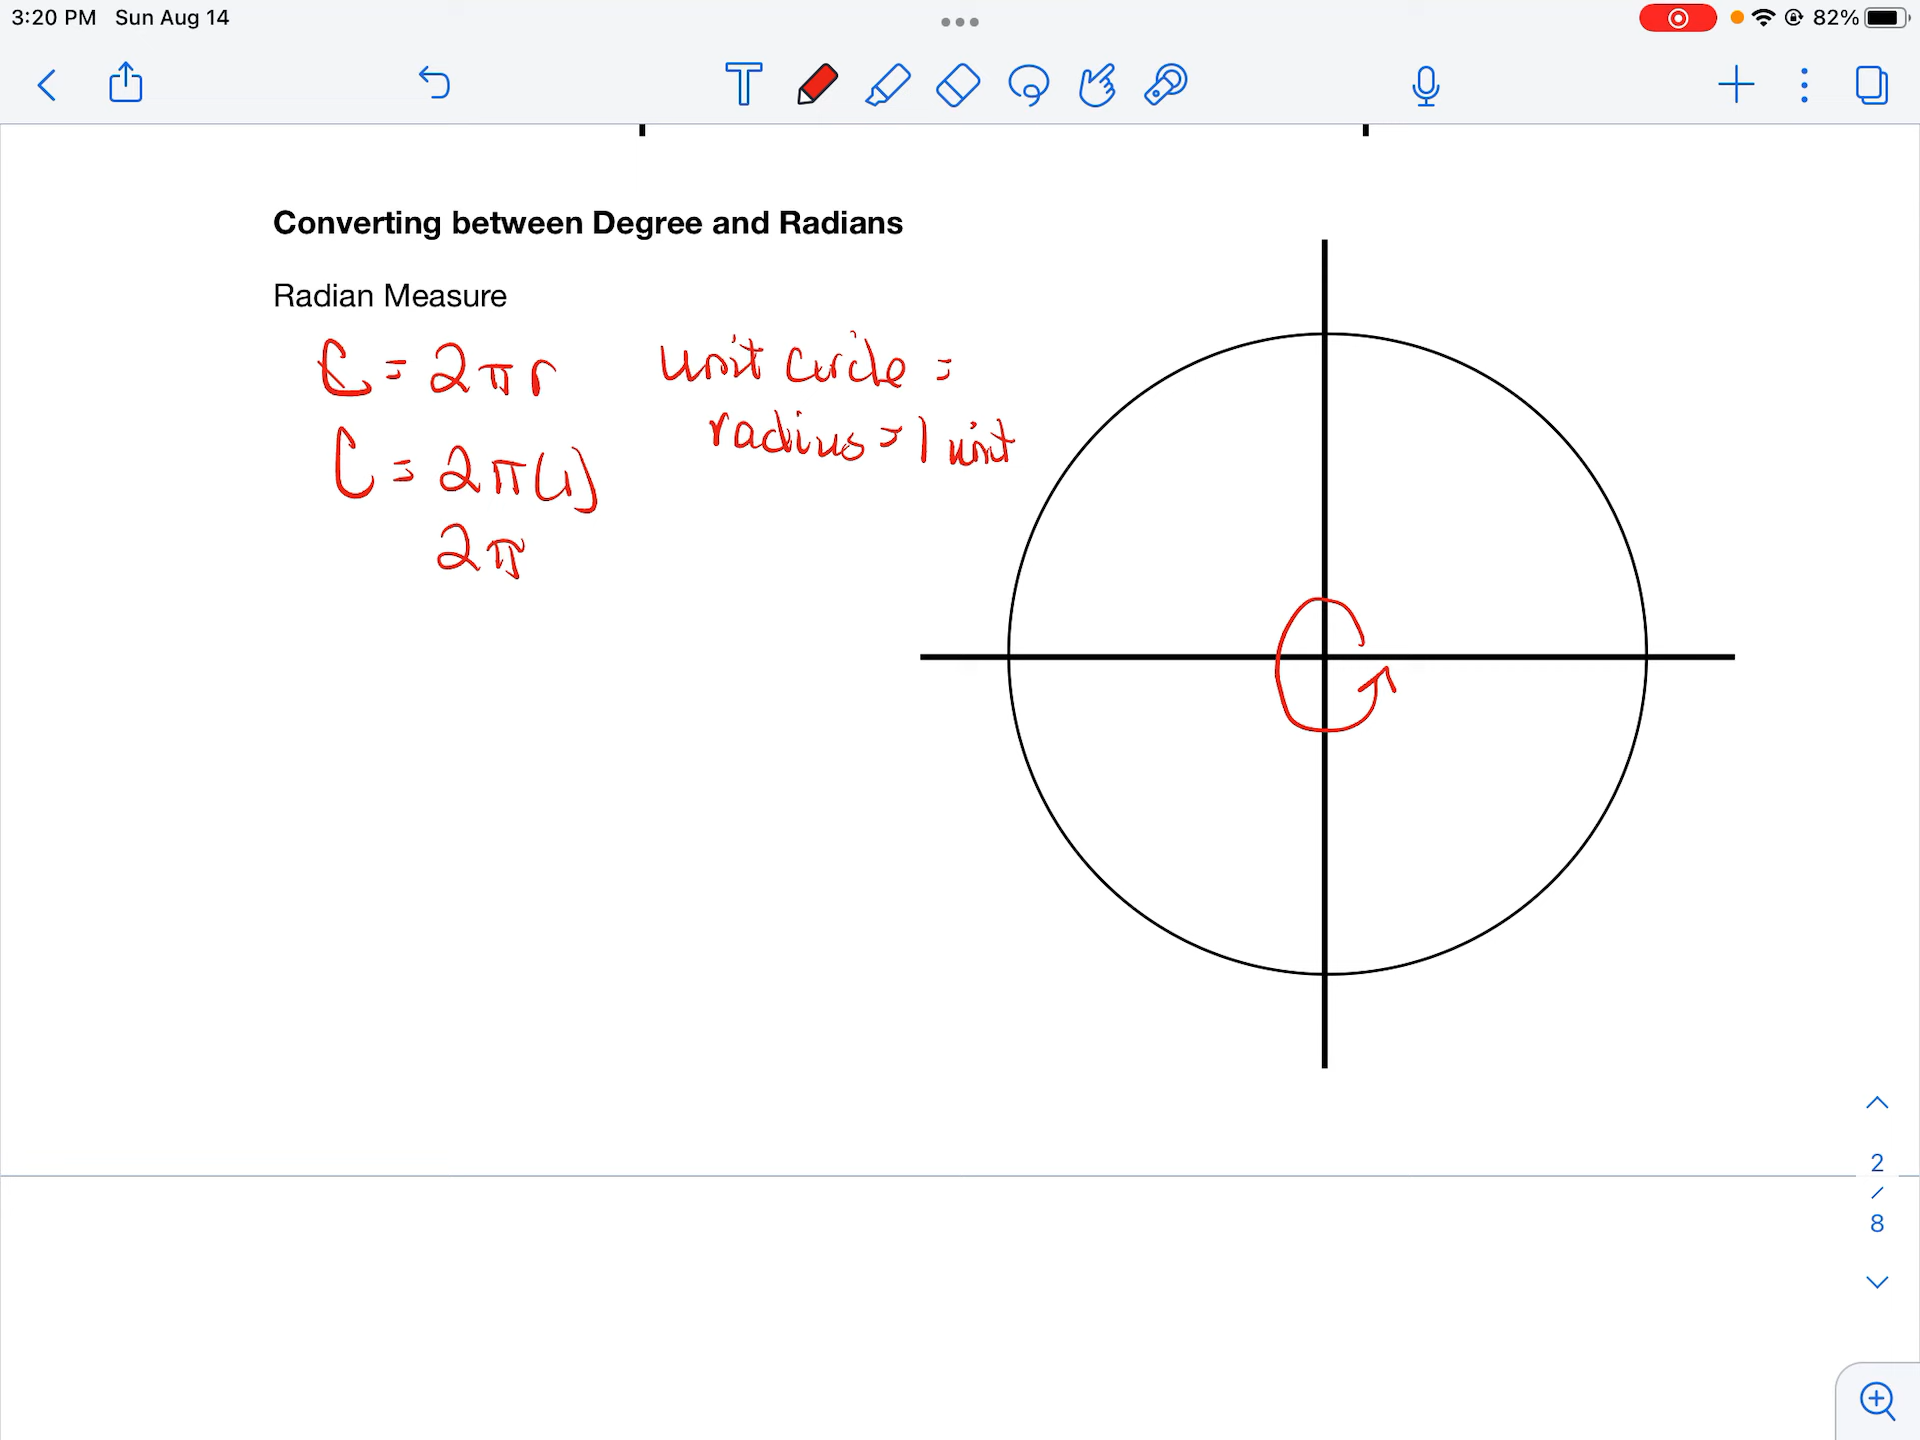 3:20 PM Sun Aug 14
82%
T
Converting between Degree and Radians
Radian Measure
C = 2πr
unit circle =
radius = 1 unit
C = 2π(1)
2π
2
/
8